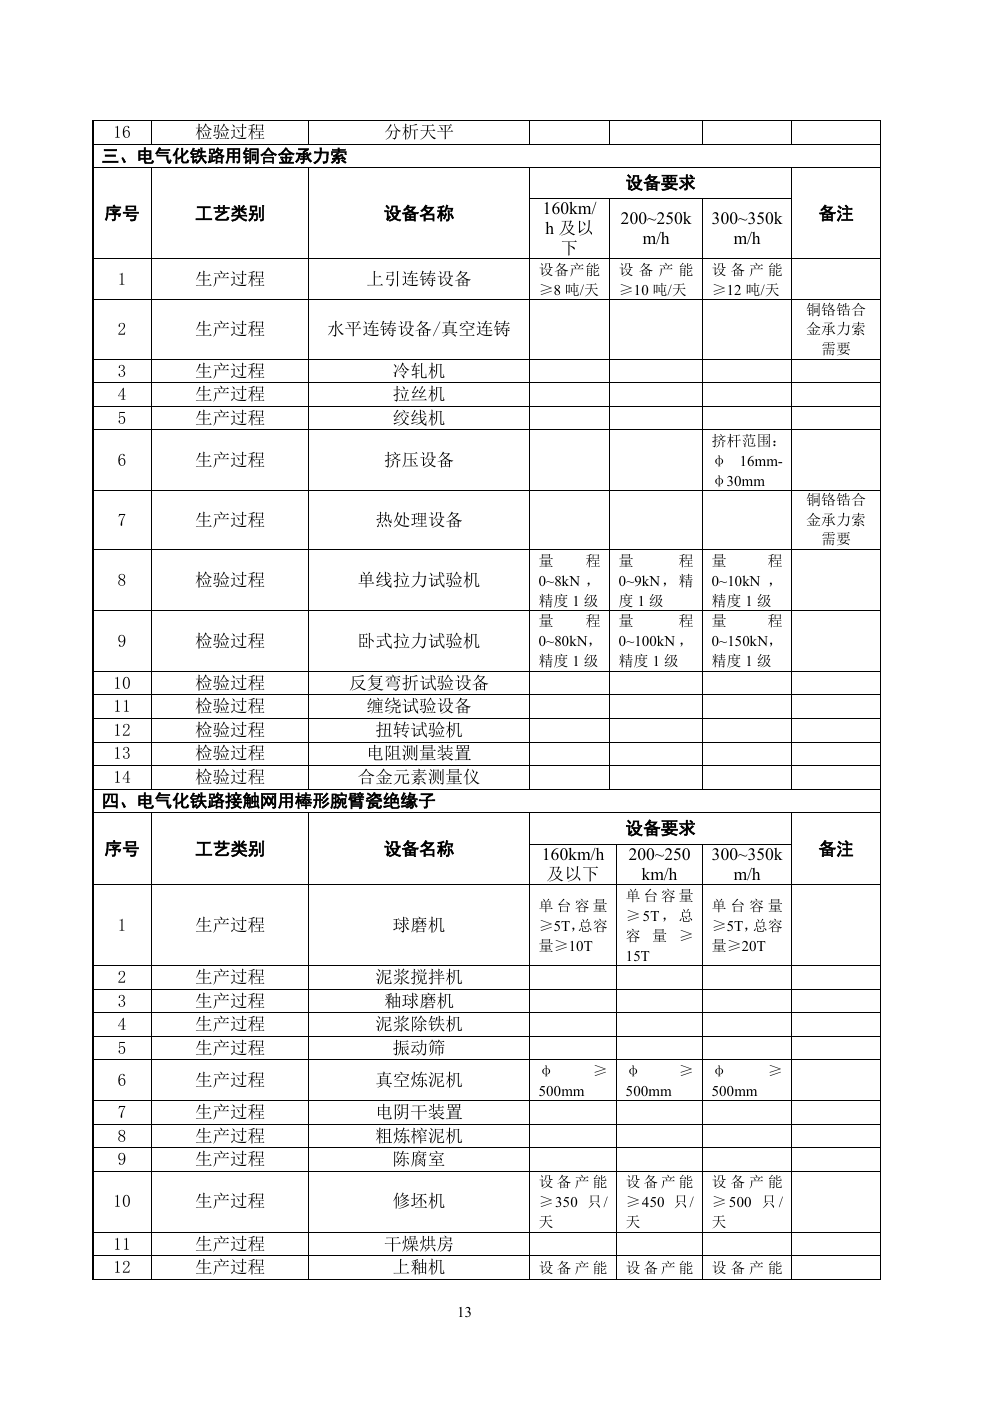 16 检验过程 分析天平
三、电气化铁路用铜合金承力索
序号 工艺类别 设备名称 设备要求 备注
160km/h 及以下 200~250km/h 300~350km/h
1 生产过程 上引连铸设备 设备产能≥8 吨/天 设备产能≥10 吨/天 设备产能≥12 吨/天
2 生产过程 水平连铸设备/真空连铸 铜铬锆合金承力索需要
3 生产过程 冷轧机
4 生产过程 拉丝机
5 生产过程 绞线机
6 生产过程 挤压设备 挤杆范围：φ 16mm-φ30mm
7 生产过程 热处理设备 铜铬锆合金承力索需要
8 检验过程 单线拉力试验机 量程 0~8kN，精度 1 级 量程 0~9kN，精度 1 级 量程 0~10kN，精度 1 级
9 检验过程 卧式拉力试验机 量程 0~80kN，精度 1 级 量程 0~100kN，精度 1 级 量程 0~150kN，精度 1 级
10 检验过程 反复弯折试验设备
11 检验过程 缠绕试验设备
12 检验过程 扭转试验机
13 检验过程 电阻测量装置
14 检验过程 合金元素测量仪
四、电气化铁路接触网用棒形腕臂瓷绝缘子
序号 工艺类别 设备名称 设备要求 备注
160km/h 及以下 200~250km/h 300~350km/h
1 生产过程 球磨机 单台容量≥5T，总容量≥10T 单台容量≥5T，总容量≥15T 单台容量≥5T，总容量≥20T
2 生产过程 泥浆搅拌机
3 生产过程 釉球磨机
4 生产过程 泥浆除铁机
5 生产过程 振动筛
6 生产过程 真空炼泥机 φ≥500mm φ≥500mm φ≥500mm
7 生产过程 电阴干装置
8 生产过程 粗炼榨泥机
9 生产过程 陈腐室
10 生产过程 修坯机 设备产能≥350 只/天 设备产能≥450 只/天 设备产能≥500 只/天
11 生产过程 干燥烘房
12 生产过程 上釉机 设备产能 设备产能 设备产能
13